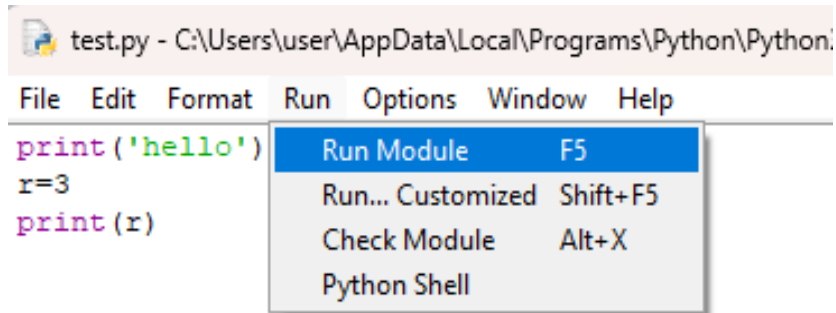 test.py - C:\Users\user\AppData\Local\Programs\Python\Python
File Edit Format Run Options Window Help
print('hello')
r=3
print(r)
Run Module F5
Run... Customized Shift+F5
Check Module Alt+X
Python Shell